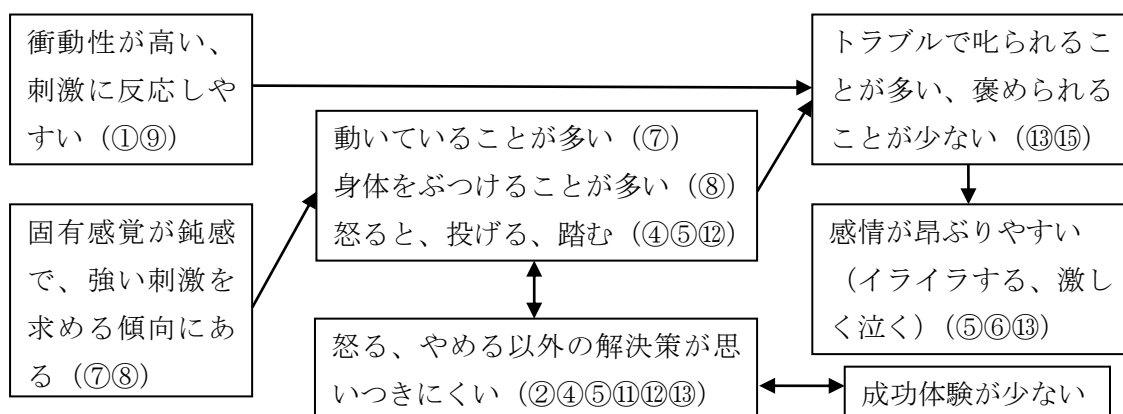 衝動性が高い、
刺激に反応しや
すい（①⑨）
固有感覚が鈍感
で、強い刺激を
求める傾向にあ
る（⑦⑧）
動いていることが多い（⑦）
身体をぶつけることが多い（⑧）
怒ると、投げる、踏む（④⑤⑫）
怒る、やめる以外の解決策が思
いつきにくい（②④⑤⑪⑫⑬）
トラブルで叱られるこ
とが多い、褒められる
ことが少ない（⑬⑮）
感情が昂ぶりやすい
（イライラする、激し
く泣く）（⑤⑥⑬）
成功体験が少ない